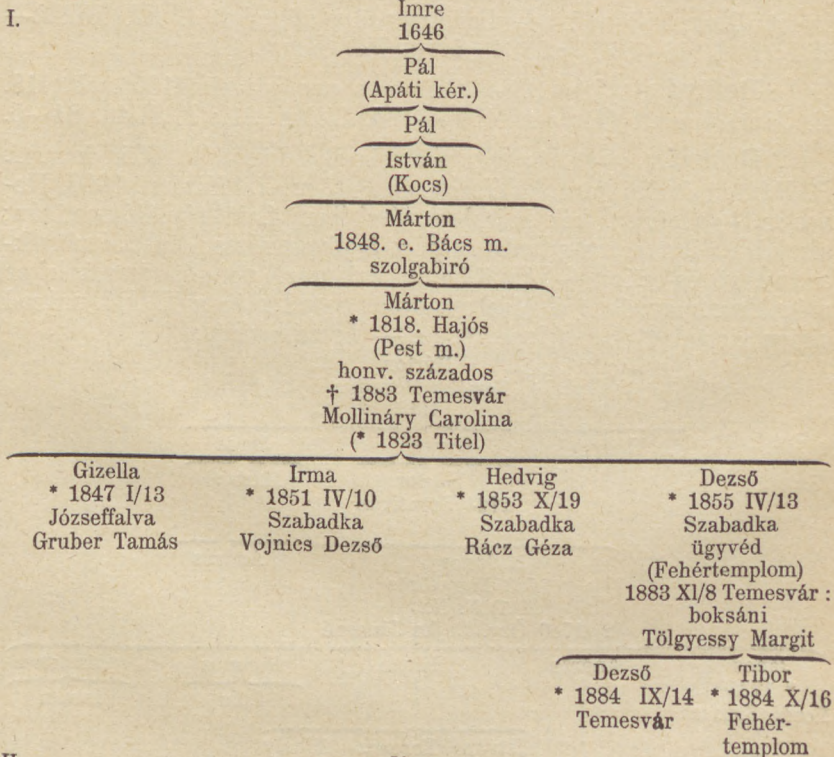 I.
Imre
1646
Pál
(Apáti kér.)
Pál
István
(Kocs)
Márton
1848. e. Bács m.
szolgabiró
Márton
* 1818. Hajós
(Pest m.)
honv. százados
† 1883 Temesvár
Mollináry Carolina
(* 1823 Titel)
Gizella
* 1847 I/13
Józseffalva
Gruber Tamás
Irma
* 1851 IV/10
Szabadka
Vojnics Dezső
Hedvig
* 1853 X/19
Szabadka
Rácz Géza
Dezső
* 1855 IV/13
Szabadka
ügyvéd
(Fehértemplom)
1883 XI/8 Temesvár :
boksáni
Tölgyessy Margit
Dezső
* 1884 IX/14
Temesvár
Tibor
* 1884 X/16
Fehér-
templom